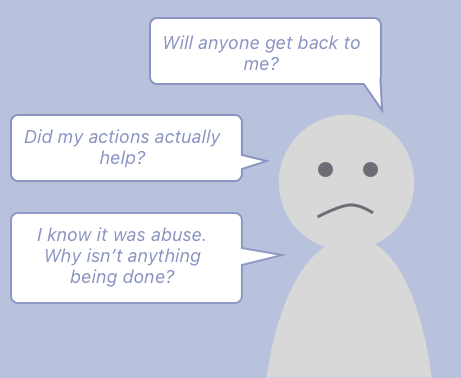 Will anyone get back to
me?
Did my actions actually
help?
I know it was abuse.
Why isn’t anything
being done?